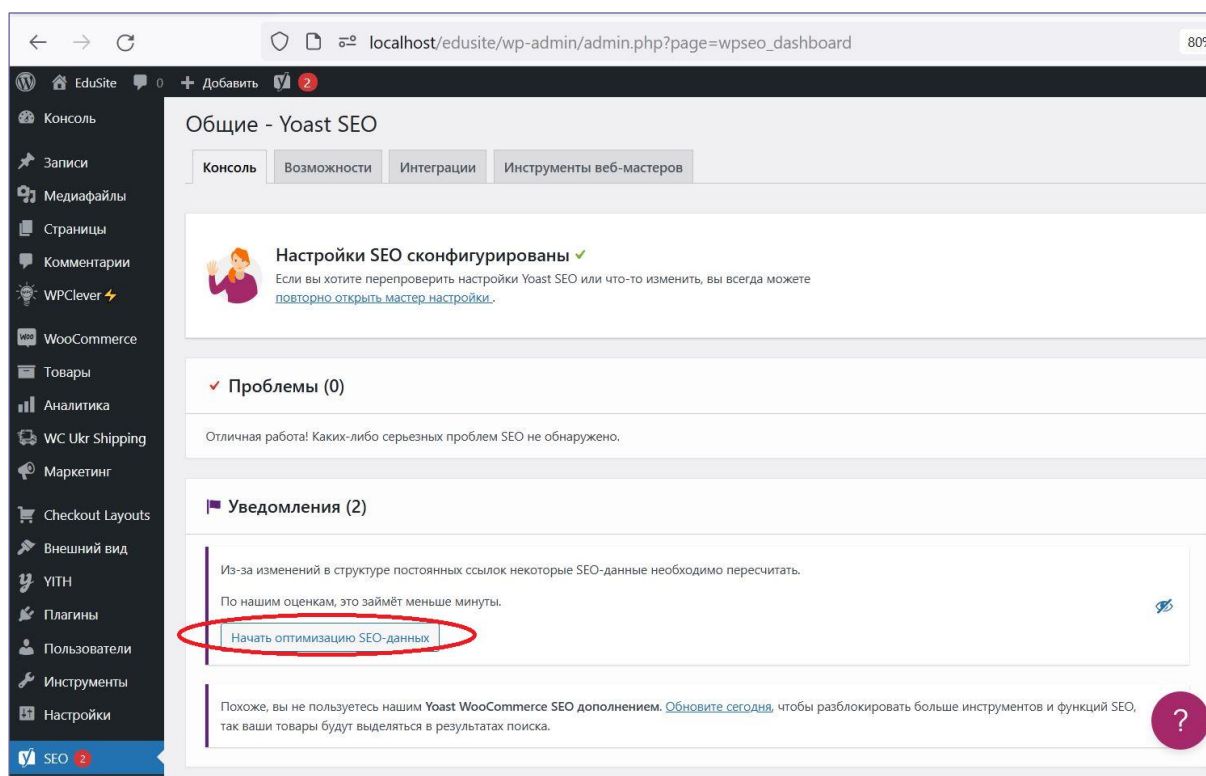 localhost/edusite/wp-admin/admin.php?page=wpseo_dashboard
80%
EduSite 0 Добавить 2
Консоль
Записи
Медиафайлы
Страницы
Комментарии
WPClever
WooCommerce
Товары
Аналитика
WC Ukr Shipping
Маркетинг
Checkout Layouts
Внешний вид
YITH
Плагины
Пользователи
Инструменты
Настройки
SEO 2
Общие - Yoast SEO
Консоль Возможности Интеграции Инструменты веб-мастеров
Настройки SEO сконфигурированы
Если вы хотите перепроверить настройки Yoast SEO или что-то изменить, вы всегда можете
повторно открыть мастер настройки .
Проблемы (0)
Отличная работа! Каких-либо серьезных проблем SEO не обнаружено.
Уведомления (2)
Из-за изменений в структуре постоянных ссылок некоторые SEO-данные необходимо пересчитать.
По нашим оценкам, это займёт меньше минуты.
Начать оптимизацию SEO-данных
Похоже, вы не пользуетесь нашим Yoast WooCommerce SEO дополнением. Обновите сегодня, чтобы разблокировать больше инструментов и функций SEO,
так ваши товары будут выделяться в результатах поиска.
?